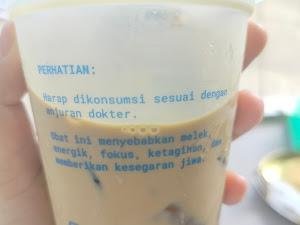 PERHATIAN:
Harap dikonsumsi sesuai dengan
anjuran dokter.
Obat ini menyebabkan melek,
energik, fokus, ketagihan, dan
memberikan kesegaran jiwa.